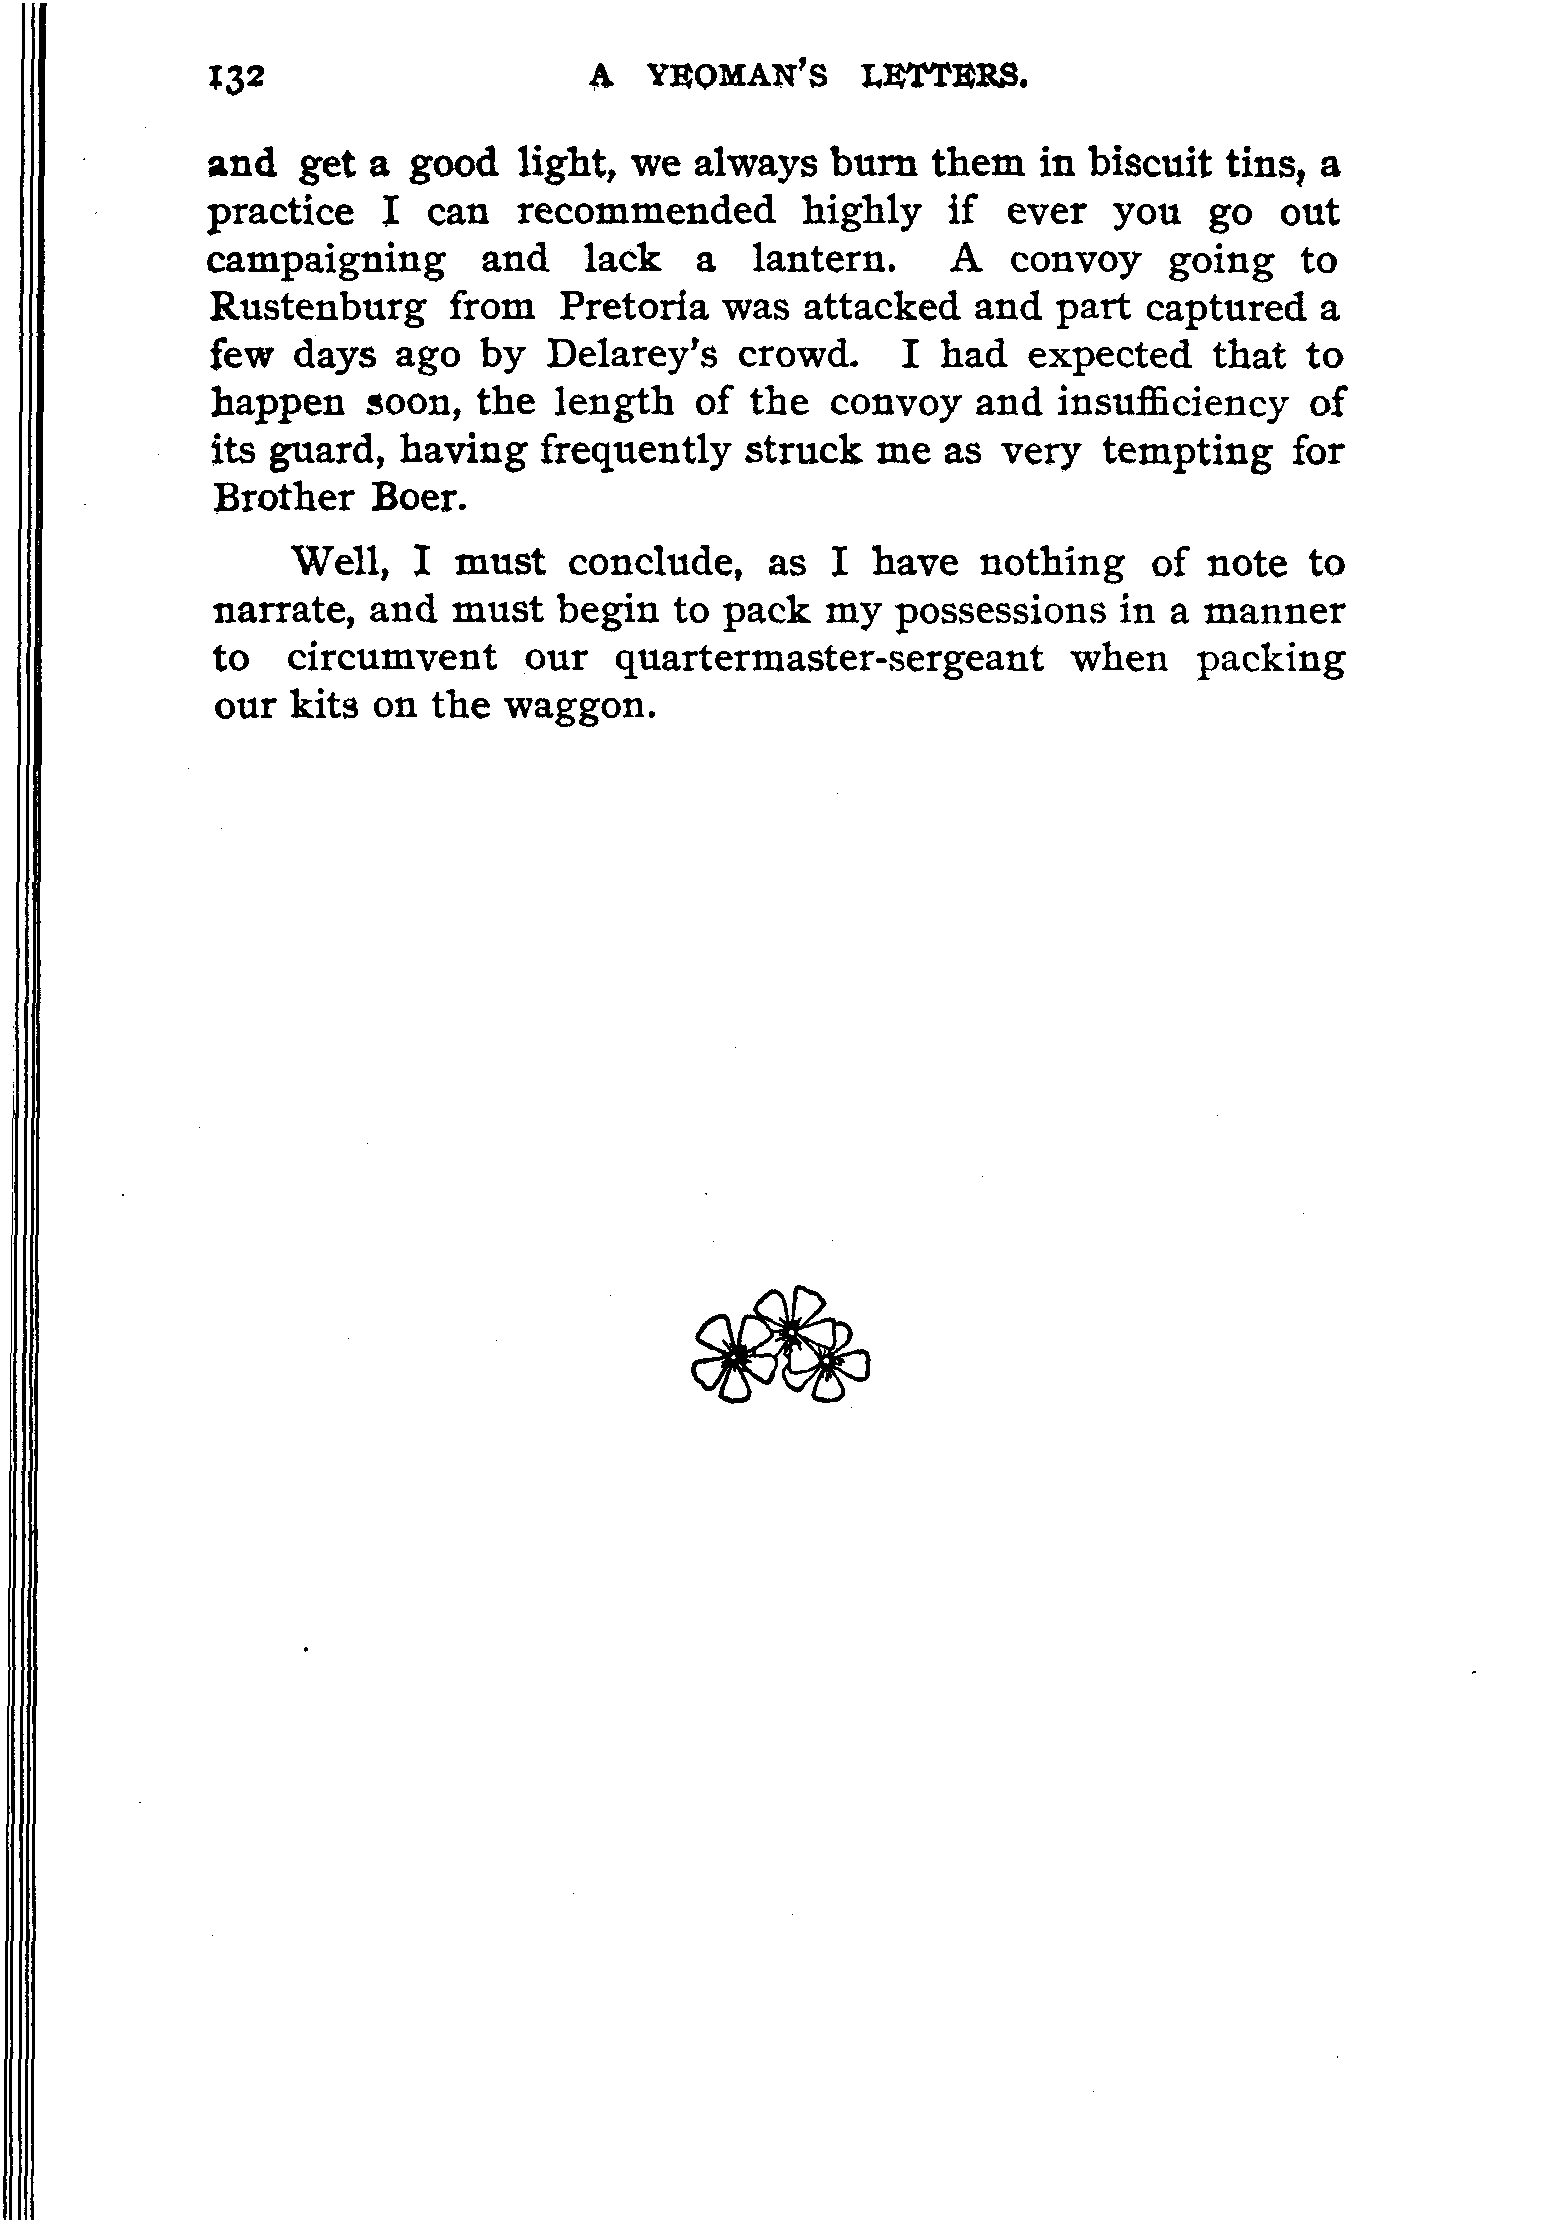 132 A YEOMAN'S LETTERS.
and get a good light, we always burn them in biscuit tins, a
practice I can recommended highly if ever you go out
campaigning and lack a lantern. A convoy going to
Rustenburg from Pretoria was attacked and part captured a
few days ago by Delarey's crowd. I had expected that to
happen soon, the length of the convoy and insufficiency of
its guard, having frequently struck me as very tempting for
Brother Boer.
Well, I must conclude, as I have nothing of note to
narrate, and must begin to pack my possessions in a manner
to circumvent our quartermaster-sergeant when packing
our kits on the waggon.